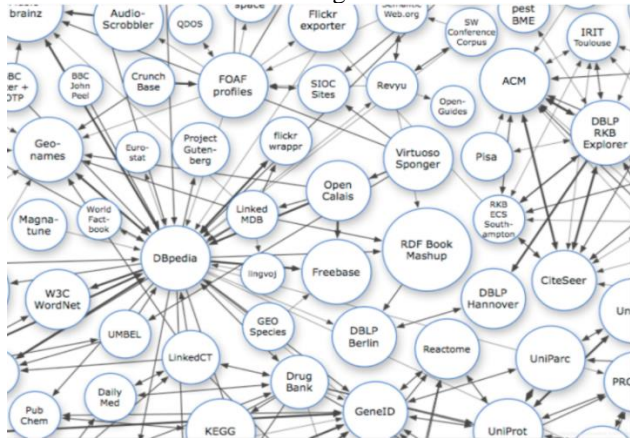 brainz
Audio-
Scrobbler
QDOS
space
Flickr
exporter
Web.org
SW
Conference
Corpus
pest
BME
IRIT
Toulouse
BBC
John
Peel
Crunch
Base
FOAF
profiles
SIOC
Sites
Revyu
Open-
Guides
ACM
DBLP
RKB
Explorer
Geo-
names
Euro-
stat
Project
Guten-
berg
flickr
wrappr
Virtuoso
Sponger
Pisa
Open
Calais
Magna-
tune
World
Fact-
book
Linked
MDB
RKB
ECS
South-
ampton
DBpedia
RDF Book
Mashup
lingvoj
Freebase
CiteSeer
W3C
WordNet
DBLP
Hannover
UMBEL
GEO
Species
DBLP
Berlin
Reactome
LinkedCT
UniParc
Drug
Bank
Daily
Med
Pub
Chem
KEGG
GeneID
UniProt